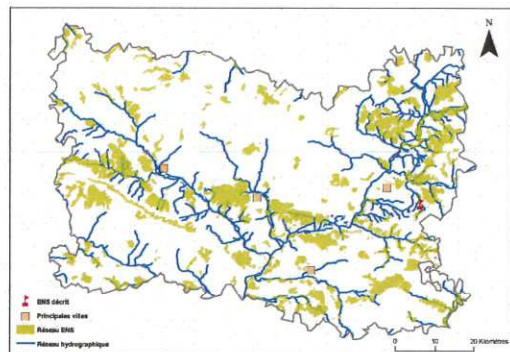 N
ENS décrit
Principales villes
Réseau ENS
Réseau hydrographique
0 10 20 Kilomètres